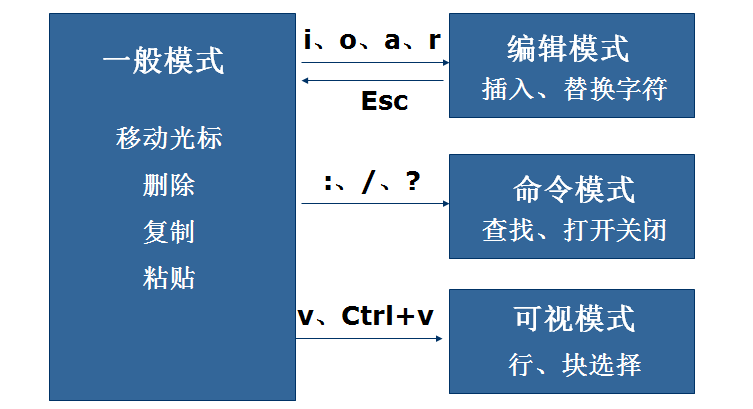 一般模式
移动光标
删除
复制
粘贴
i、o、a、r
Esc
编辑模式
插入、替换字符
:、/、?
命令模式
查找、打开关闭
v、Ctrl+v
可视模式
行、块选择